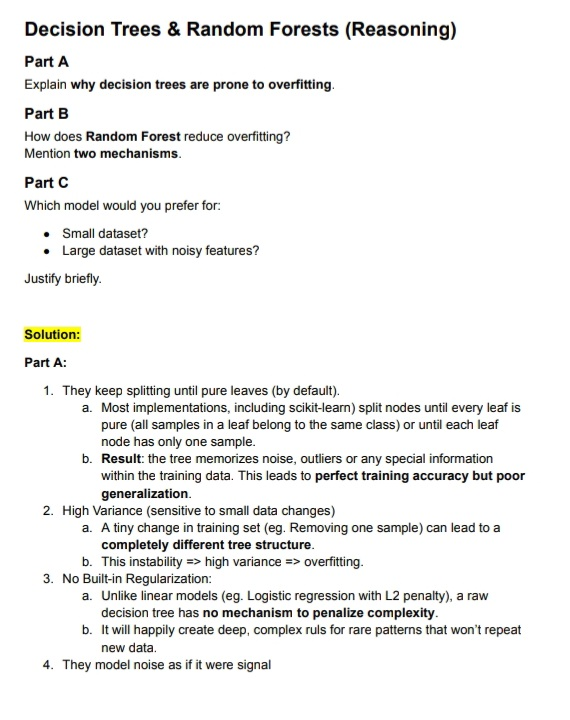 Decision Trees & Random Forests (Reasoning)
Part A
Explain why decision trees are prone to overfitting.
Part B
How does Random Forest reduce overfitting?
Mention two mechanisms.
Part C
Which model would you prefer for:
● Small dataset?
● Large dataset with noisy features?
Justify briefly.
Solution:
Part A:
1. They keep splitting until pure leaves (by default).
a. Most implementations, including scikit-learn) split nodes until every leaf is
pure (all samples in a leaf belong to the same class) or until each leaf
node has only one sample.
b. Result: the tree memorizes noise, outliers or any special information
within the training data. This leads to perfect training accuracy but poor
generalization.
2. High Variance (sensitive to small data changes)
a. A tiny change in training set (eg. Removing one sample) can lead to a
completely different tree structure.
b. This instability => high variance => overfitting.
3. No Built-in Regularization:
a. Unlike linear models (eg. Logistic regression with L2 penalty), a raw
decision tree has no mechanism to penalize complexity.
b. It will happily create deep, complex ruls for rare patterns that won't repeat
new data.
4. They model noise as if it were signal